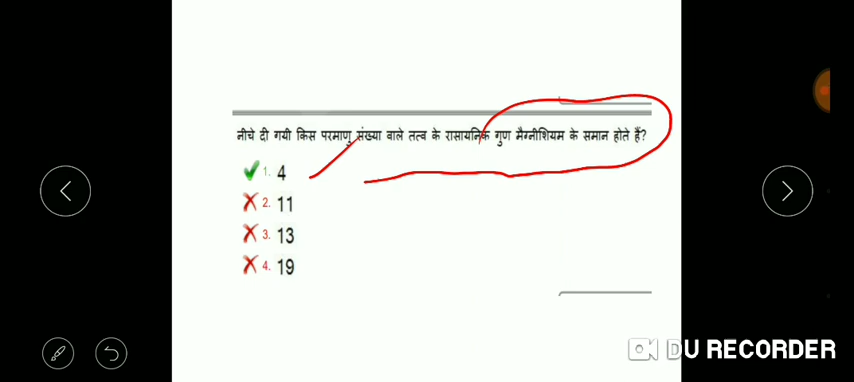 नीचे दी गयी किस परमाणु संख्या वाले तत्व के रासायनिक गुण मैग्नीशियम के समान होते हैं?
1. 4
2. 11
3. 13
4. 19
DU RECORDER